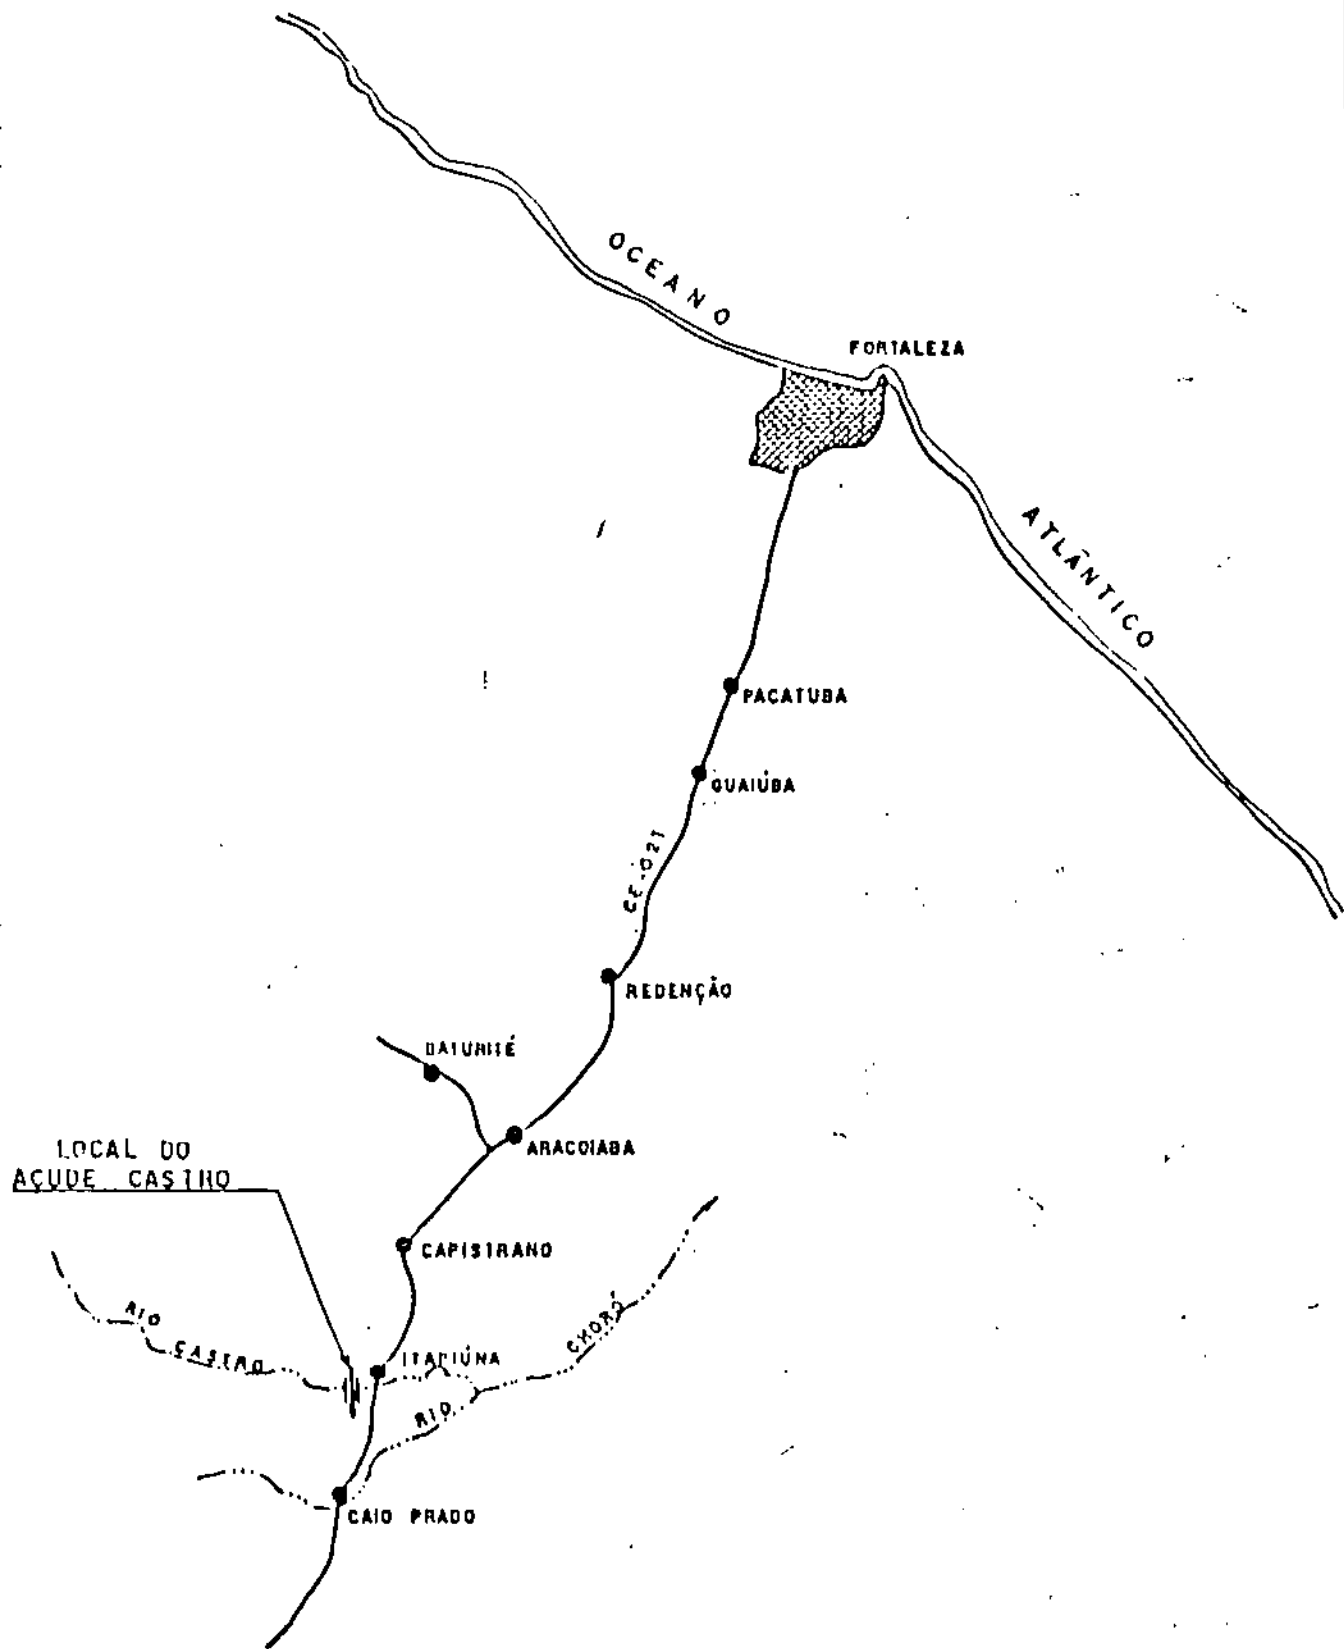 OCEANO
FORTALEZA
ATLÂNTICO
PACATUBA
GUAIÚBA
CE-021
REDENÇÃO
BATURITÉ
ARACOIABA
LOCAL DO
AÇUDE CASTRO
CAPISTRANO
RIO
CASTRO
CHORÓ
ITAPIÚNA
RIO
CAIO PRADO